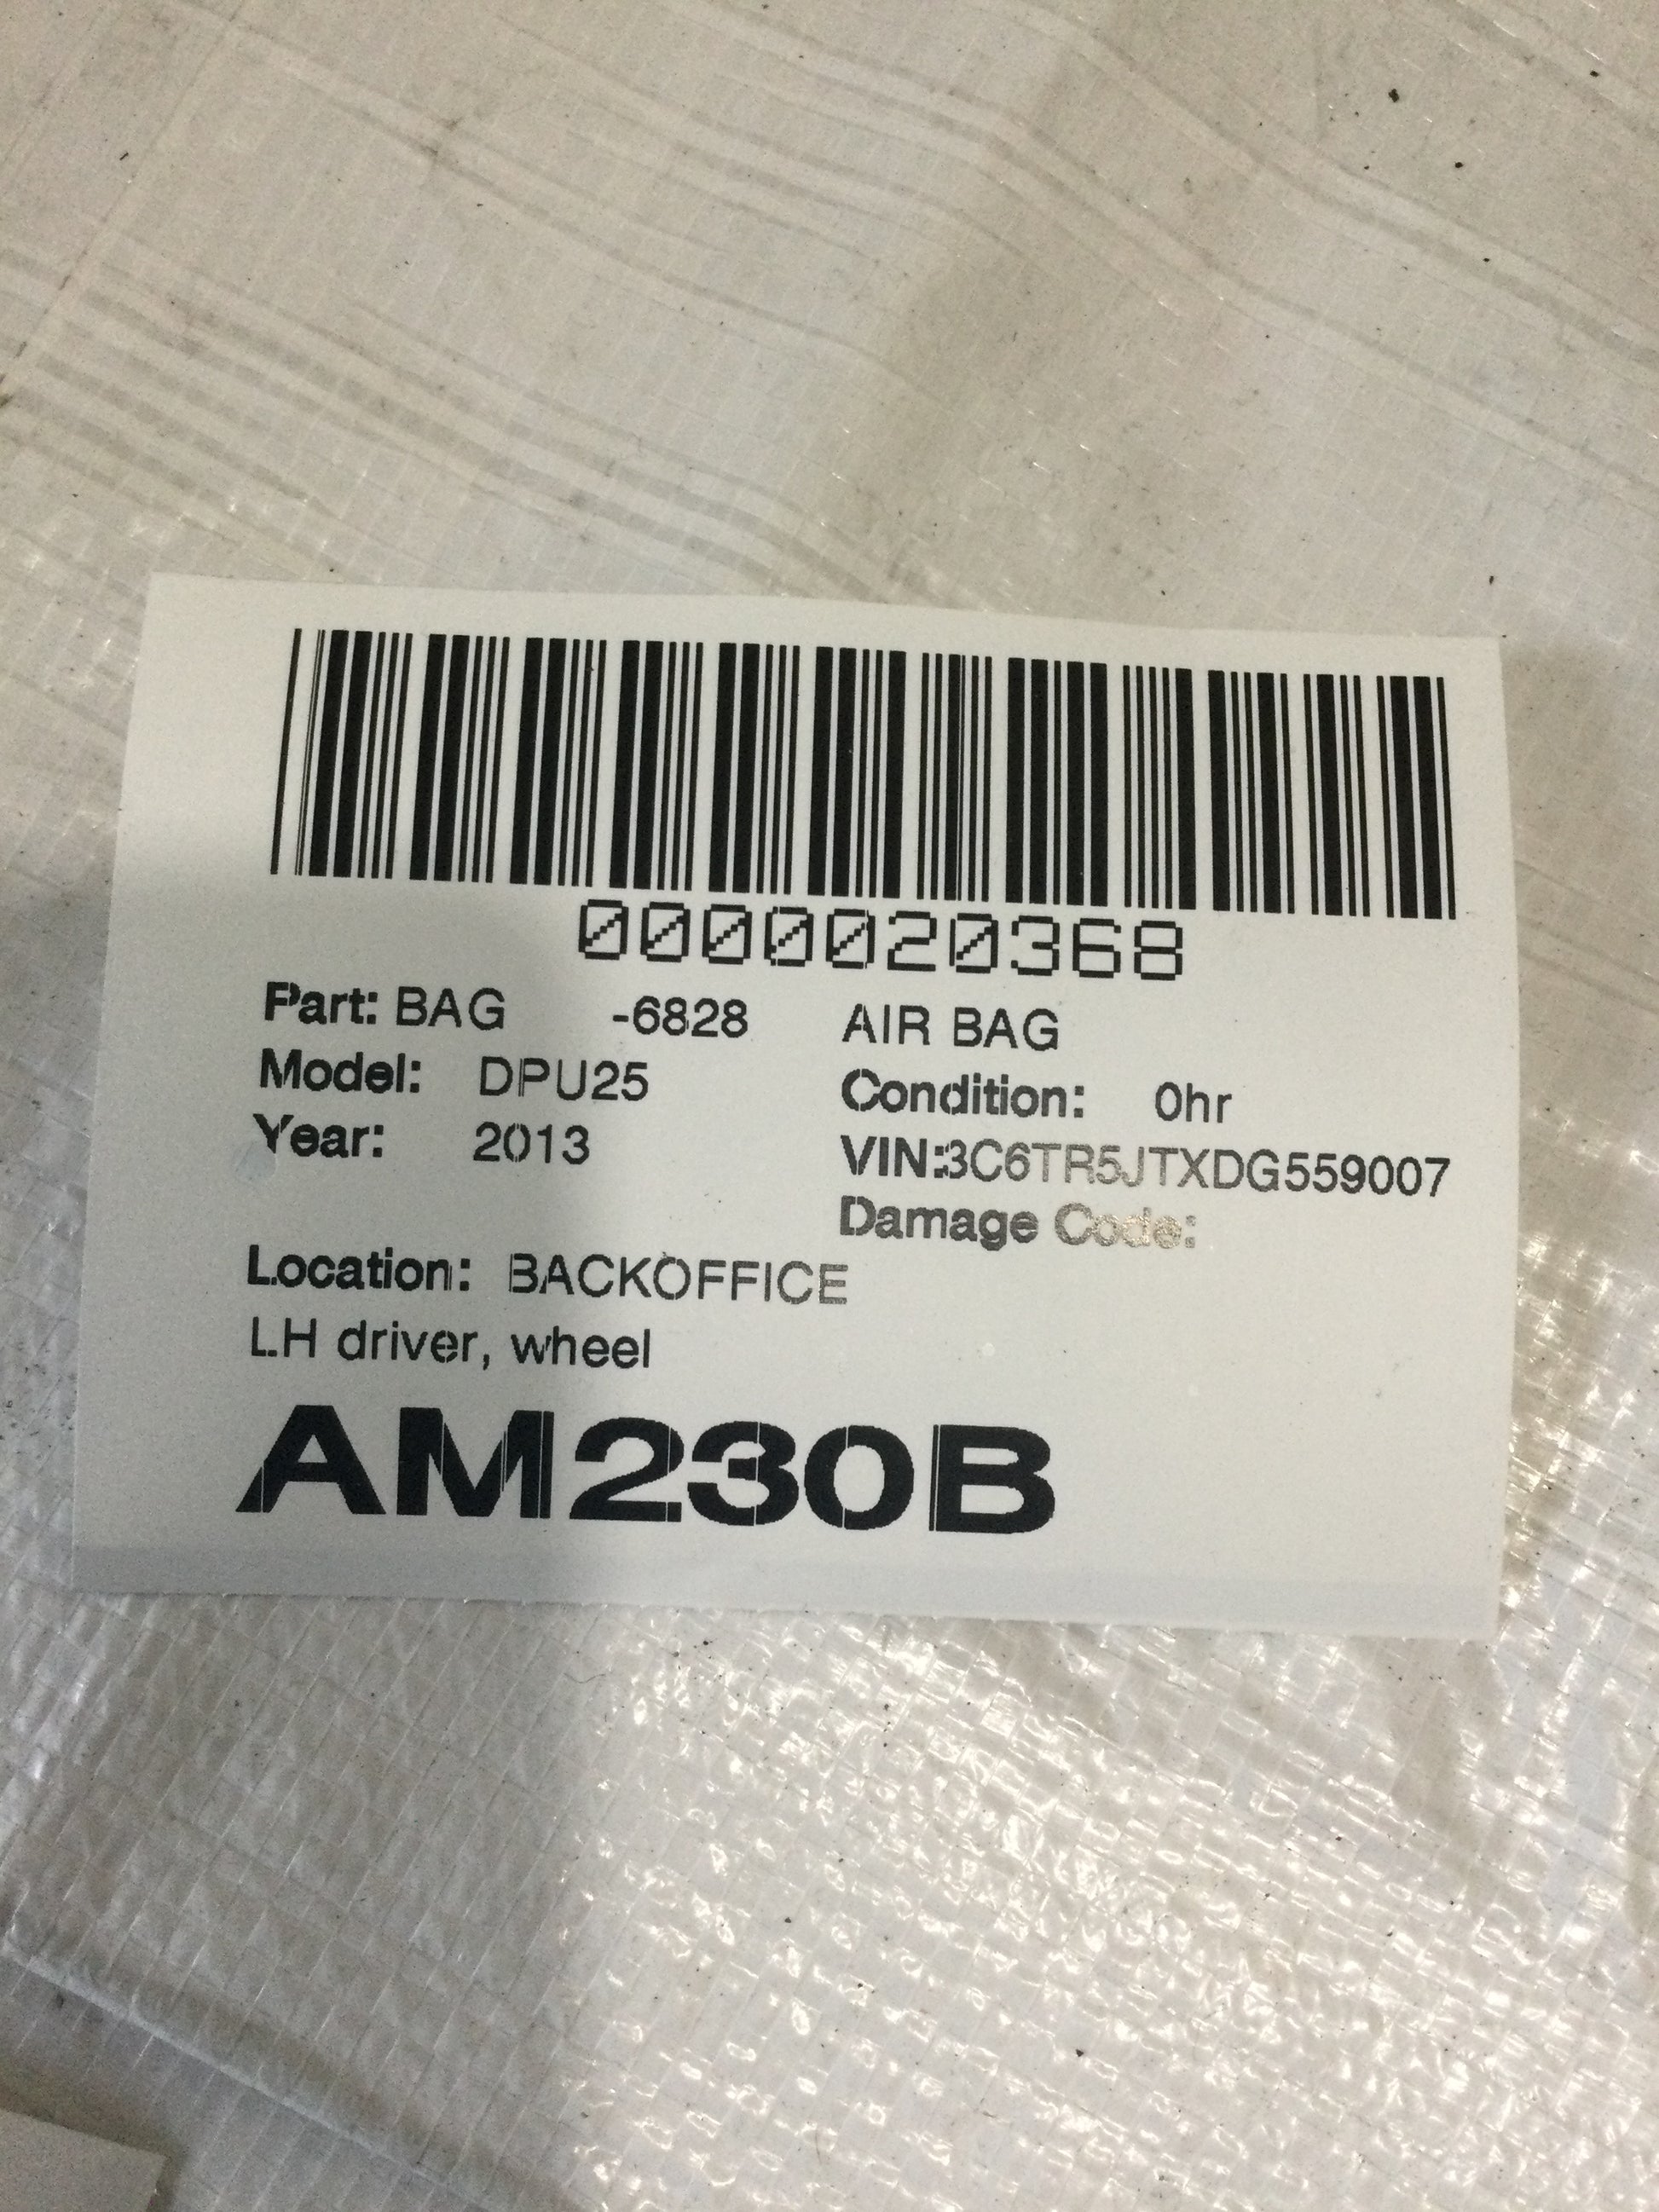 0000020368
Part: BAG -6828 AIR BAG
Model: DPU25 Condition: 0hr
Year: 2013 VIN:3C6TR5JTXDG559007
Damage Code:
Location: BACKOFFICE
LH driver, wheel
AM230B